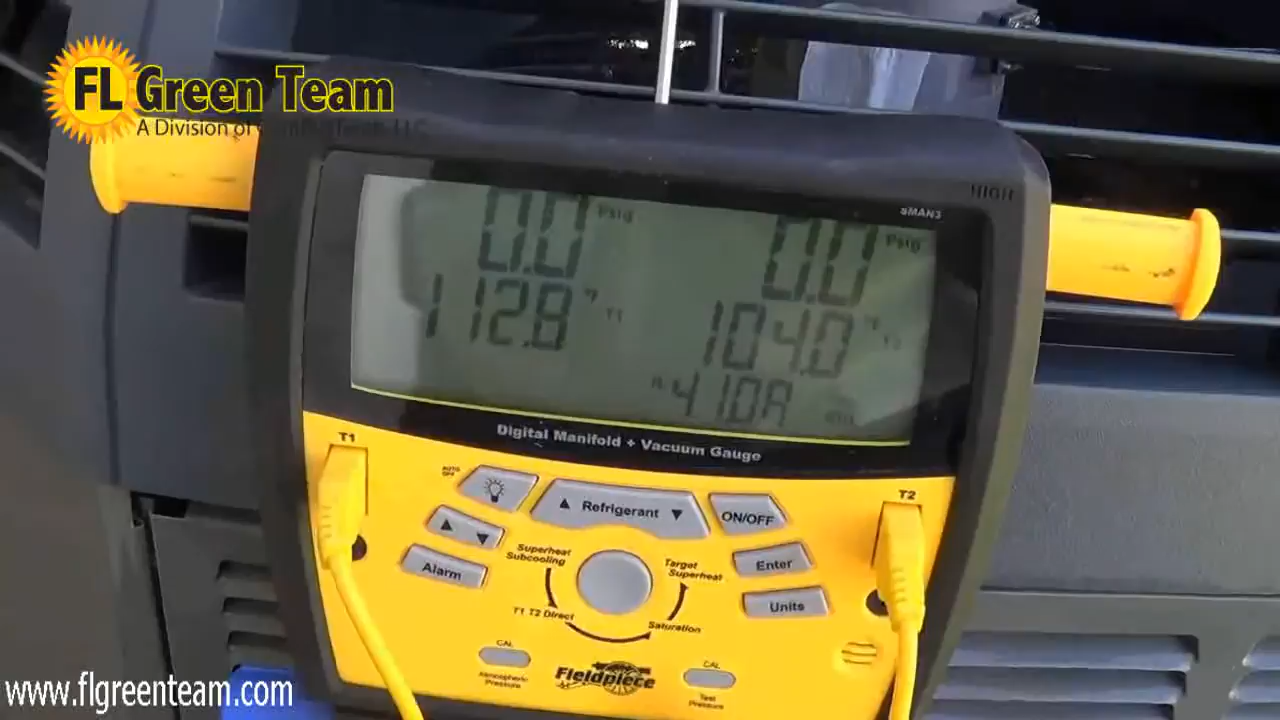 FL Green Team
A Division of
HIGH
SMAN3
0.0 Psig
0.0 Psig
112.8 °F T1
104.0 °F
410A
Digital Manifold + Vacuum Gauge
T1
T2
AUTO OFF
Refrigerant
ON/OFF
Superheat
Subcooling
Target
Superheat
Enter
Alarm
Units
T1 T2 Direct
Saturation
CAL
Atmospheric
Pressure
Fieldpiece
CAL
Test
Pressure
www.flgreenteam.com